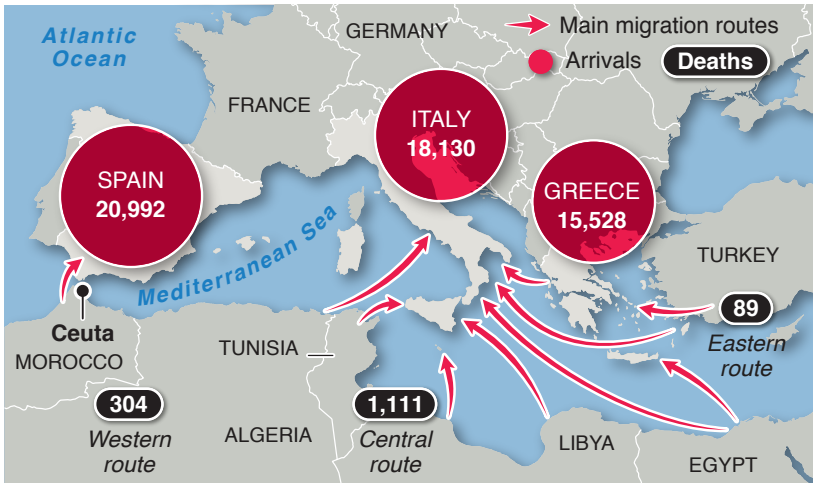 Atlantic
Ocean
GERMANY
Main migration routes
Arrivals
Deaths
FRANCE
ITALY
18,130
SPAIN
20,992
GREECE
15,528
Mediterranean Sea
TURKEY
Ceuta
MOROCCO
TUNISIA
89
Eastern
route
304
Western
route
1,111
Central
route
ALGERIA
LIBYA
EGYPT